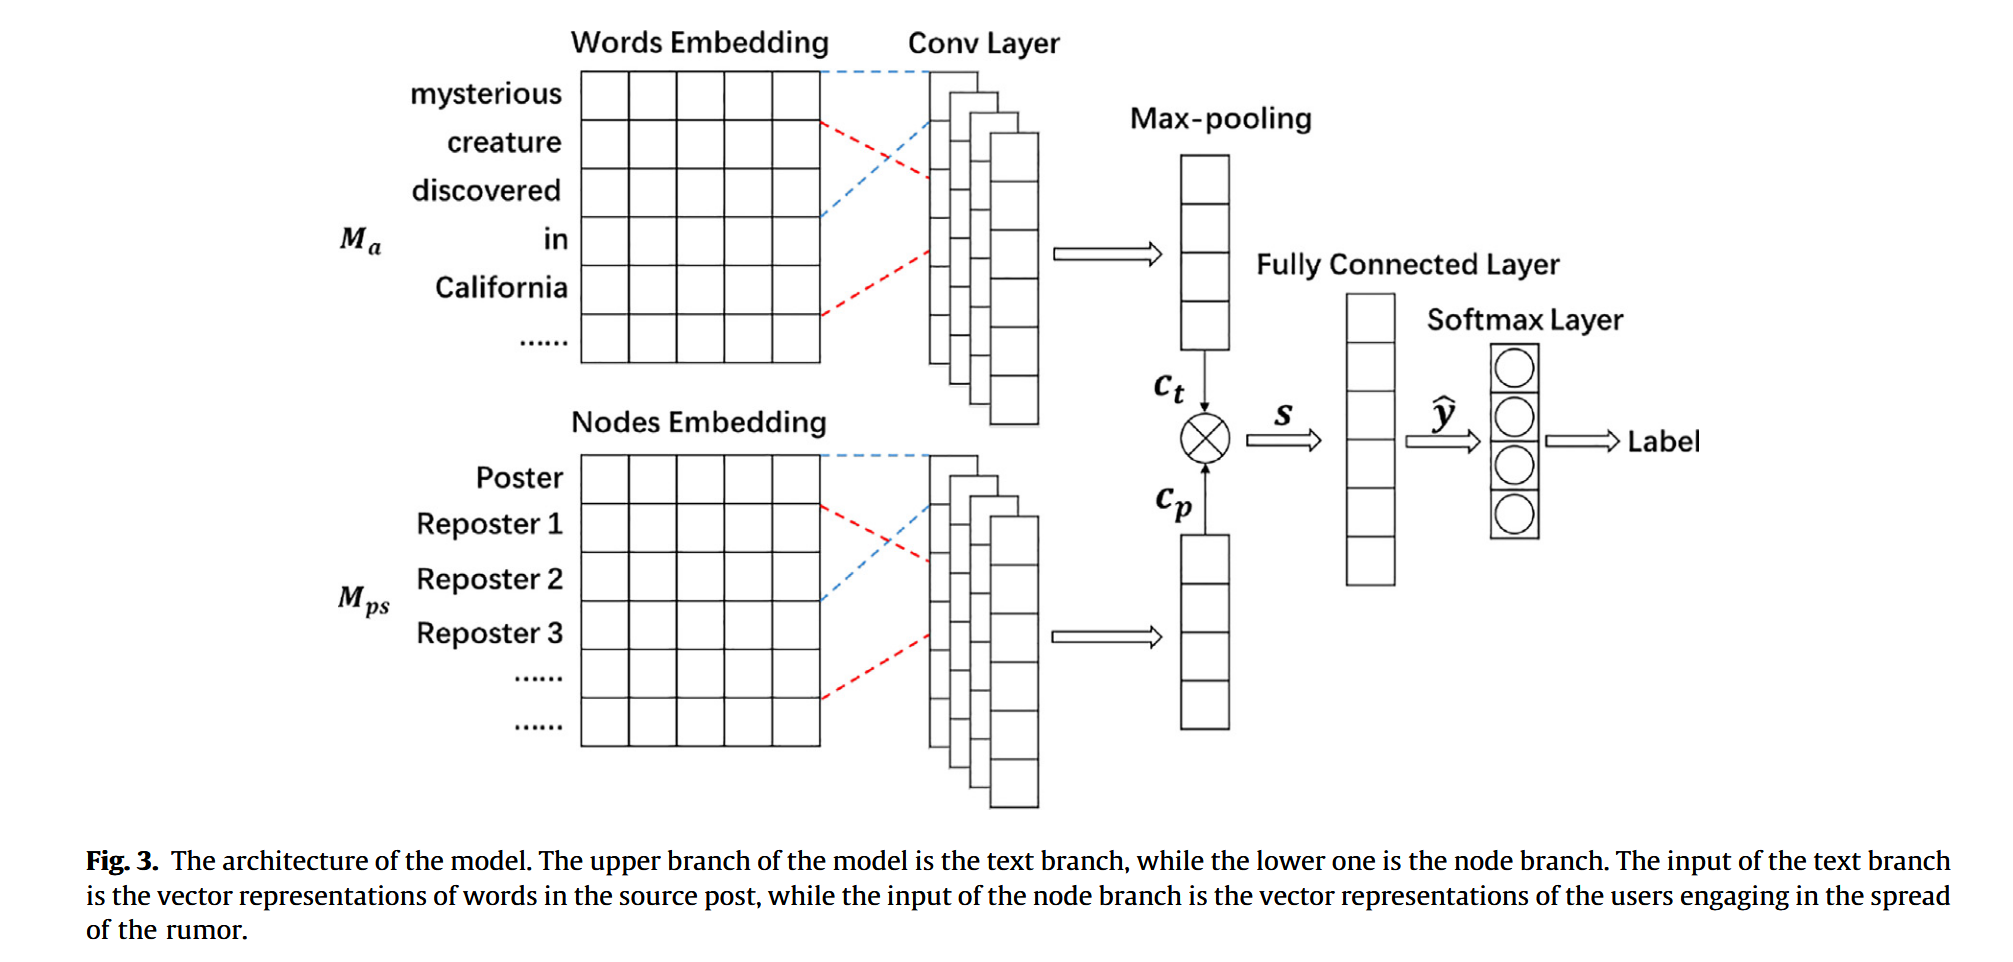 Words Embedding
Conv Layer
mysterious
creature
discovered
in
California
......
M_a
Max-pooling
Fully Connected Layer
Softmax Layer
c_t
s
ŷ
Label
c_p
Nodes Embedding
Poster
Reposter 1
Reposter 2
Reposter 3
......
......
M_ps
Fig. 3. The architecture of the model. The upper branch of the model is the text branch, while the lower one is the node branch. The input of the text branch
is the vector representations of words in the source post, while the input of the node branch is the vector representations of the users engaging in the spread
of the rumor.